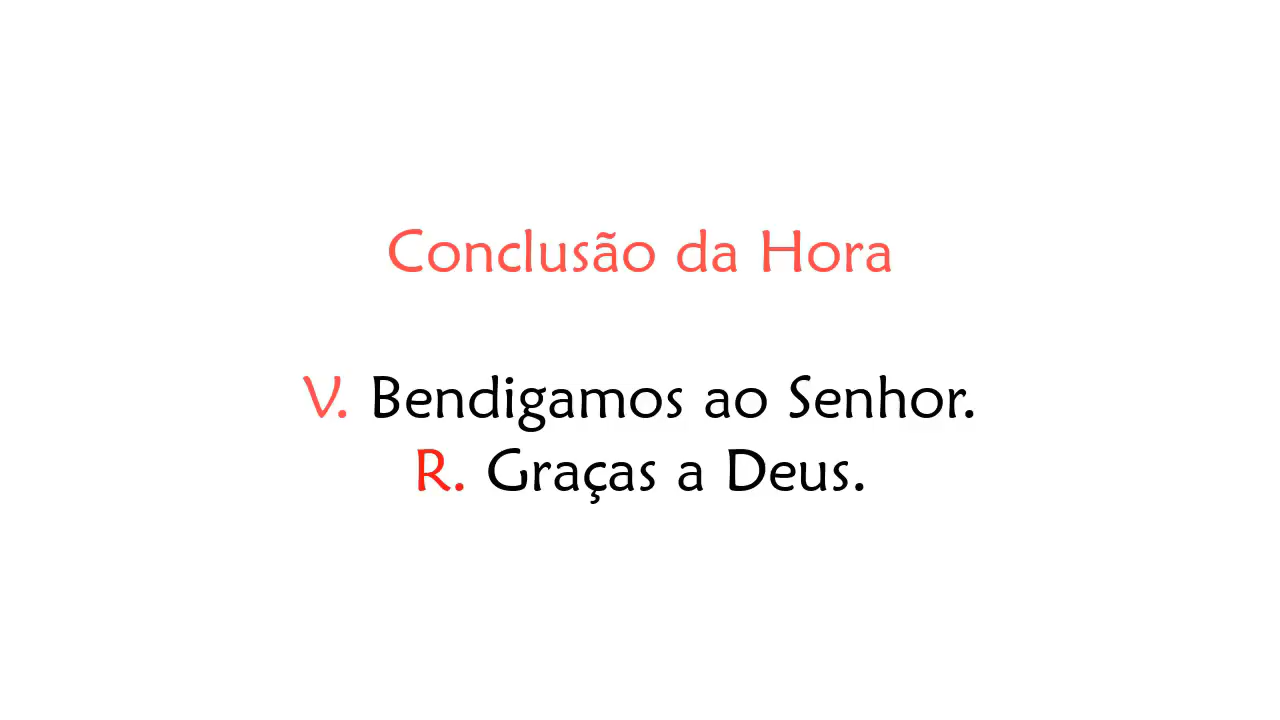 Conclusão da Hora
V. Bendigamos ao Senhor.
R. Graças a Deus.